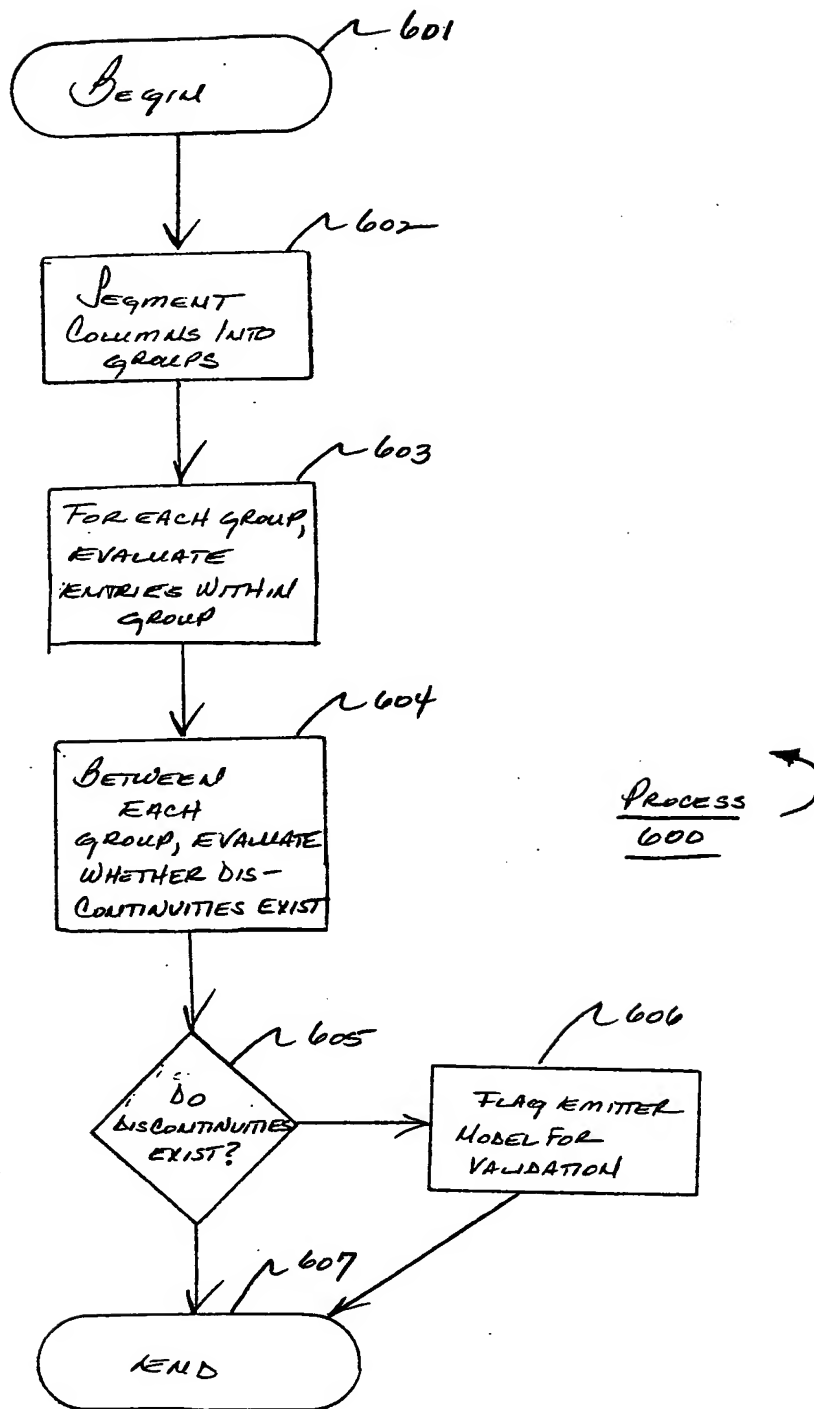 601
BEGIN
602
SEGMENT
COLUMNS INTO
GROUPS
603
FOR EACH GROUP,
EVALUATE
ENTRIES WITHIN
GROUP
604
BETWEEN
EACH
GROUP, EVALUATE
WHETHER DIS-
CONTINUITIES EXIST
PROCESS
600
605
DO
DISCONTINUITIES
EXIST?
606
FLAG EMITTER
MODEL FOR
VALIDATION
607
END